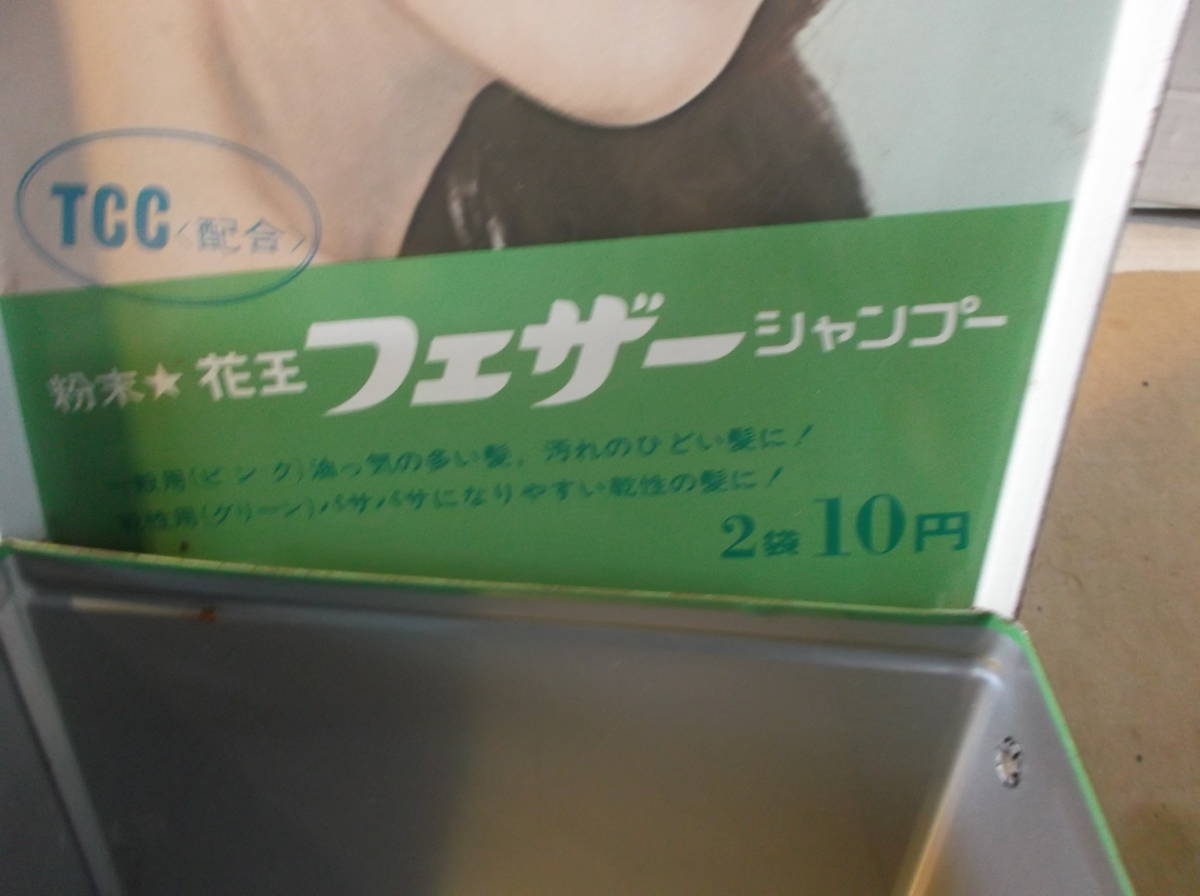 TCC〈配合〉
粉末★花王フェザーシャンプー
一般用(ピンク)油っ気の多い髪、汚れのひどい髪に！
乾性用(グリーン)パサパサになりやすい乾性の髪に！
2袋10円